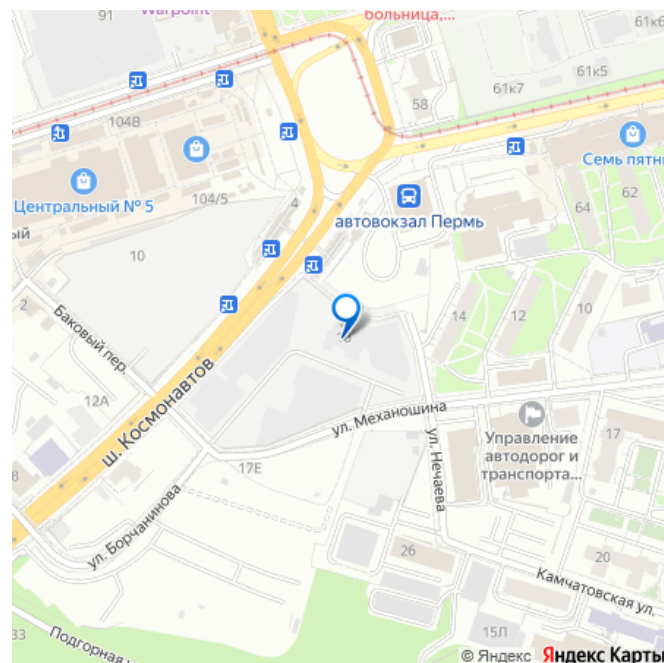 91
Warpoint
больница,...
61к6
61к5
61к7
58
104В
Центральный № 5
104/5
4
автовокзал Пермь
Семь пятн
62
64
ый
10
2
Баковый пер.
14
12
10
12А
ш. Космонавтов
ул. Механошина
ул. Нечаева
Управление
автодорог и
транспорта...
17
17Е
8
ул. Борчанинова
26
20
Камчатовская ул.
15Л
33
Подгорная
© Яндекс Яндекс Карты